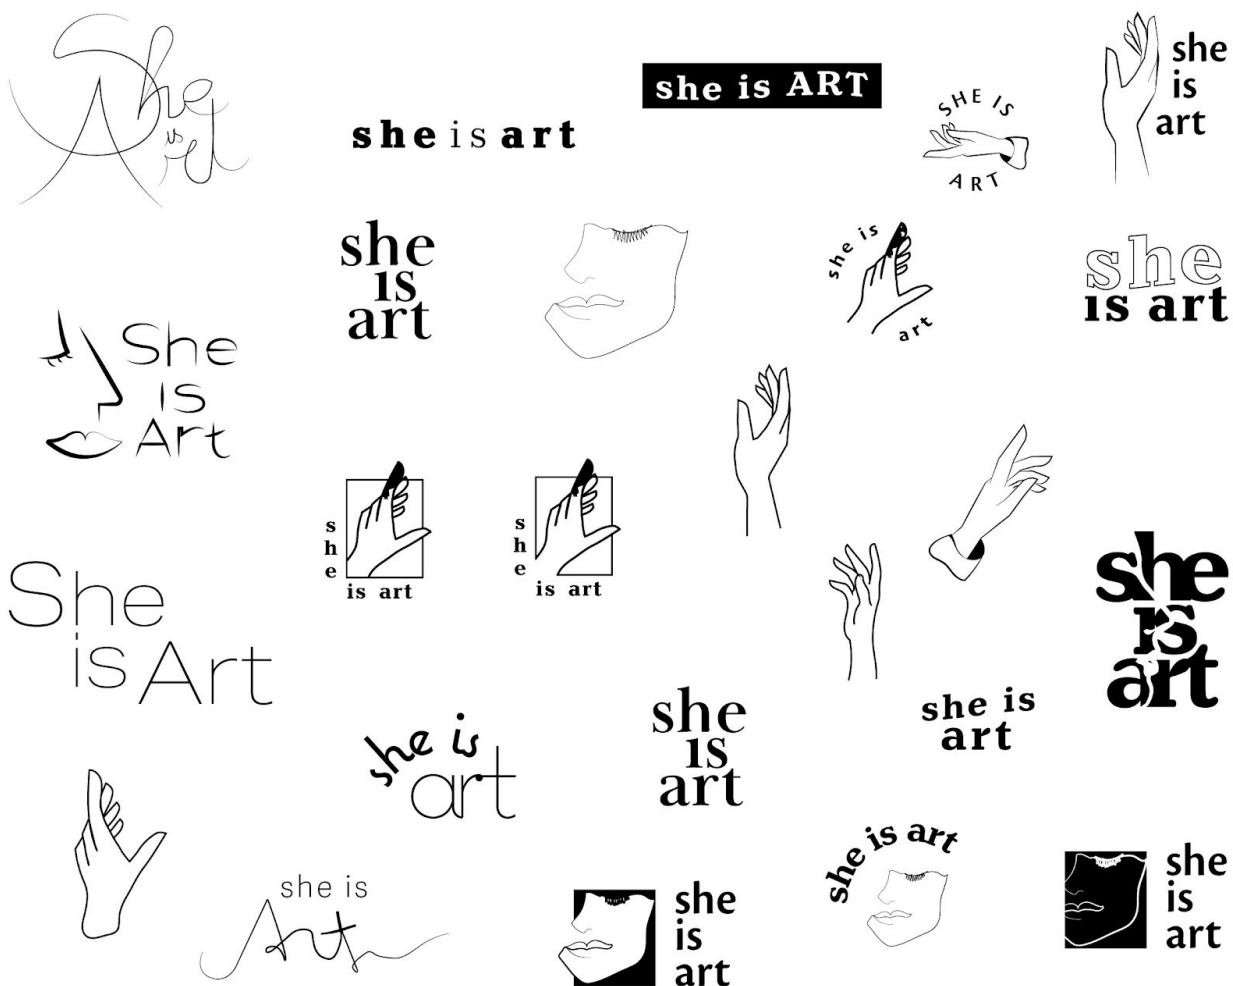 She
is
Art
she is art
she is ART
SHE IS
ART
she
is
art
she
is
art
she is
art
she
is art
She
is
Art
she
is art
she
is art
She
is Art
she
is
art
she is
art
she
is
art
she is
art
she is
Art
she
is
art
she is art
she
is
art